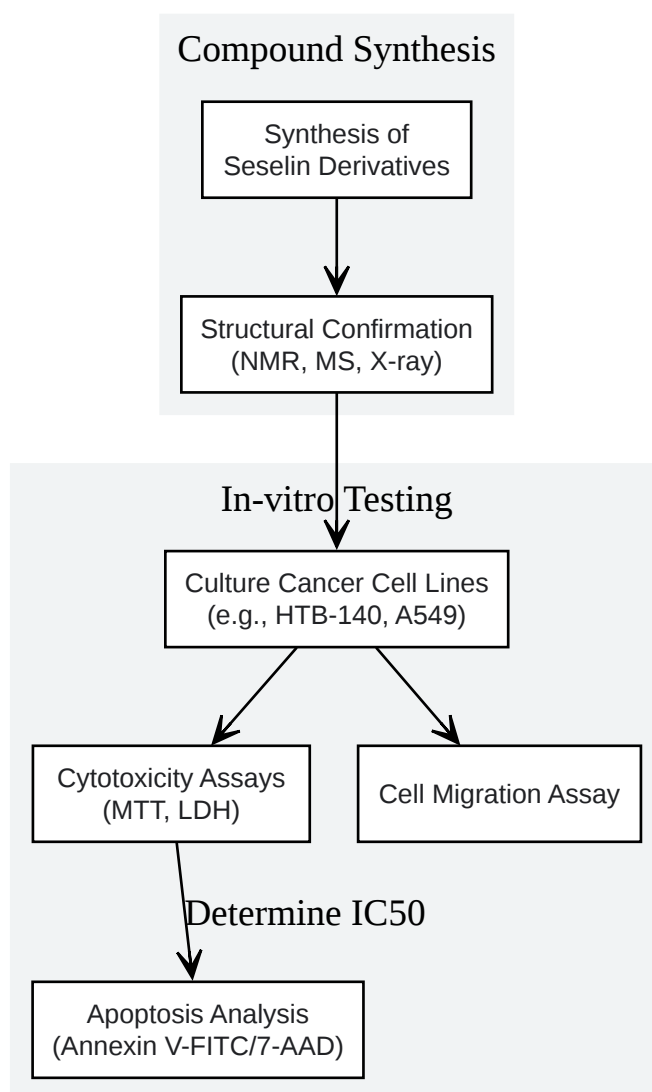 Compound Synthesis
Synthesis of
Seselin Derivatives
Structural Confirmation
(NMR, MS, X-ray)
In-vitro Testing
Culture Cancer Cell Lines
(e.g., HTB-140, A549)
Cytotoxicity Assays
(MTT, LDH)
Cell Migration Assay
Determine IC50
Apoptosis Analysis
(Annexin V-FITC/7-AAD)